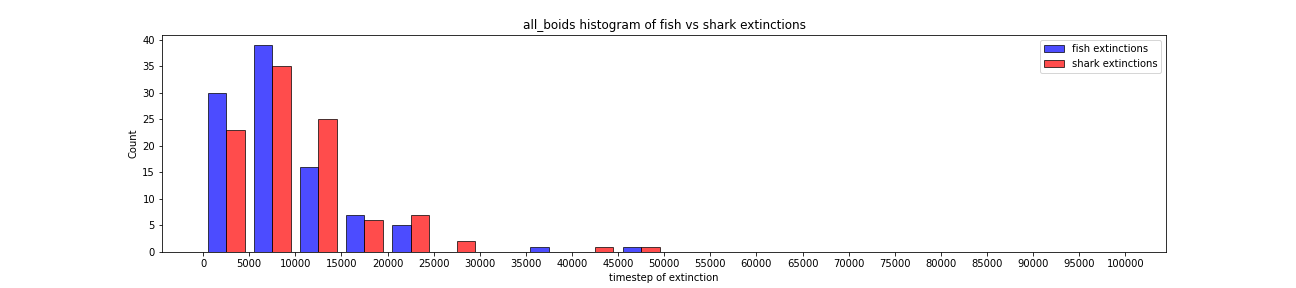 all_boids histogram of fish vs shark extinctions
40
35
30
25
20
15
10
5
0
Count
fish extinctions
shark extinctions
0 5000 10000 15000 20000 25000 30000 35000 40000 45000 50000 55000 60000 65000 70000 75000 80000 85000 90000 95000 100000
timestep of extinction